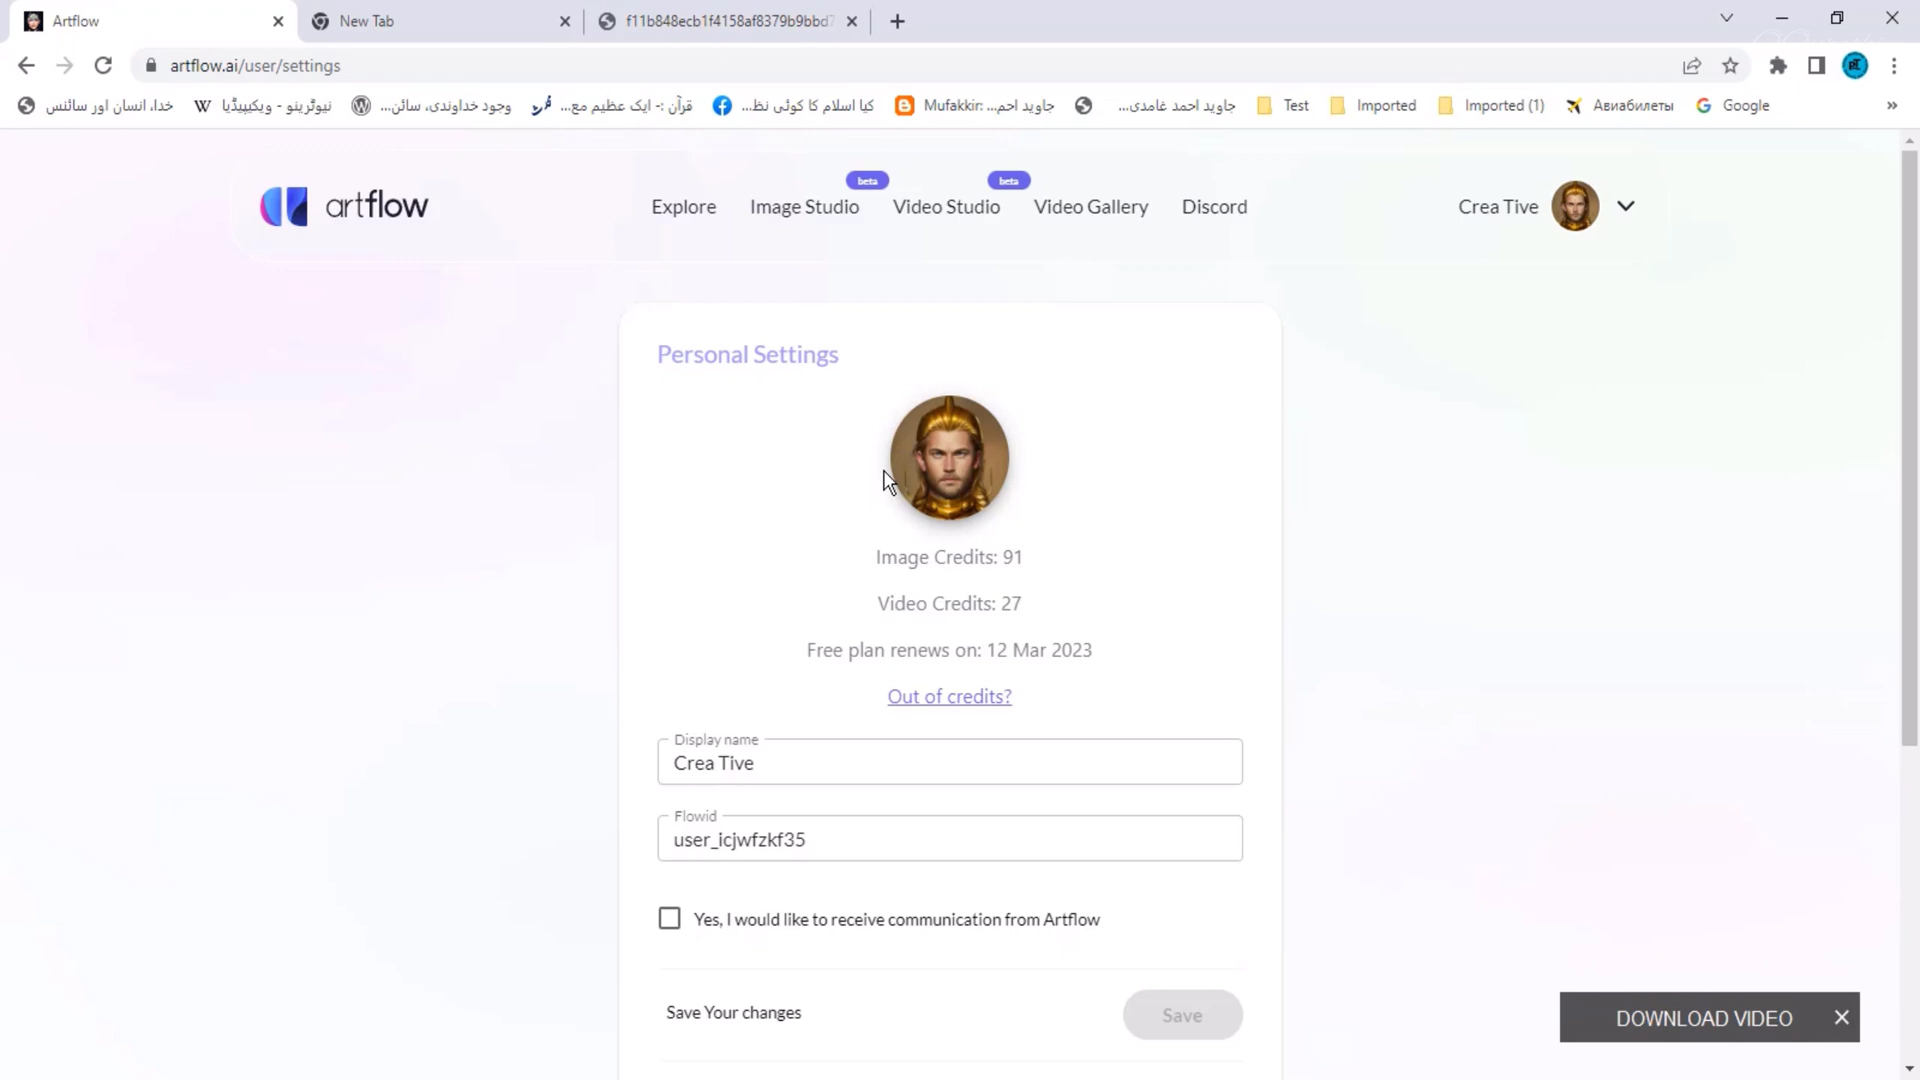 Artflow
New Tab
f11b848ecb1f4158af8379b9bbd7
artflow.ai/user/settings
خدا، انسان اور سائنس
نیوٹرینو - ویکیپیڈیا
وجود خداوندی، سائن...
قرآن :- ایک عظیم مع...
کیا اسلام کا کوئی نظ...
Mufakkir: جاوید احم...
جاوید احمد غامدی...
Test
Imported
Imported (1)
Авиабилеты
Google
artflow
Explore
Image Studio
beta
Video Studio
beta
Video Gallery
Discord
Crea Tive
Personal Settings
Image Credits: 91
Video Credits: 27
Free plan renews on: 12 Mar 2023
Out of credits?
Display name
Crea Tive
Flowid
user_icjwfzkf35
Yes, I would like to receive communication from Artflow
Save Your changes
Save
DOWNLOAD VIDEO